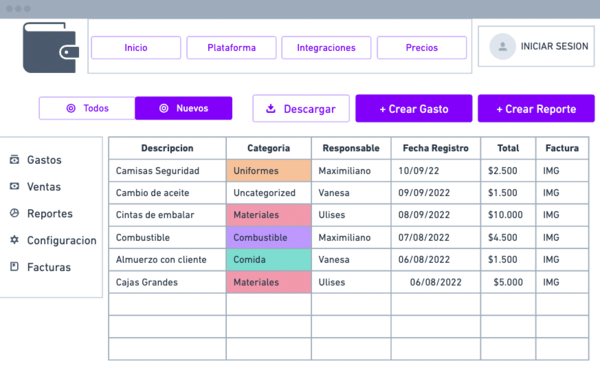 Inicio Plataforma Integraciones Precios INICIAR SESION
Todos Nuevos Descargar + Crear Gasto + Crear Reporte
Gastos
Ventas
Reportes
Configuracion
Facturas
Descripcion Categoria Responsable Fecha Registro Total Factura
Camisas Seguridad Uniformes Maximiliano 10/09/22 $2.500 IMG
Cambio de aceite Uncategorized Vanesa 09/09/2022 $1.500 IMG
Cintas de embalar Materiales Ulises 08/09/2022 $10.000 IMG
Combustible Combustible Maximiliano 07/08/2022 $4.500 IMG
Almuerzo con cliente Comida Vanesa 06/08/2022 $1.500 IMG
Cajas Grandes Materiales Ulises 06/08/2022 $5.000 IMG